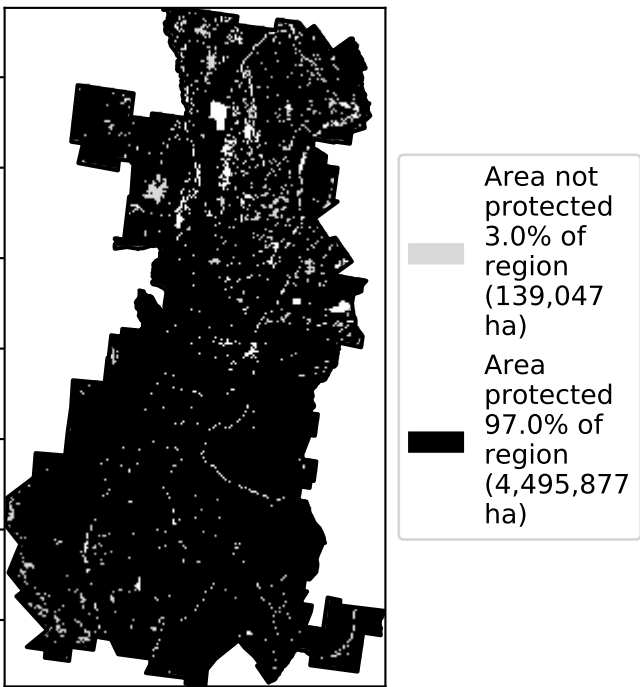 Area not
protected
3.0% of
region
(139,047
ha)
Area
protected
97.0% of
region
(4,495,877
ha)